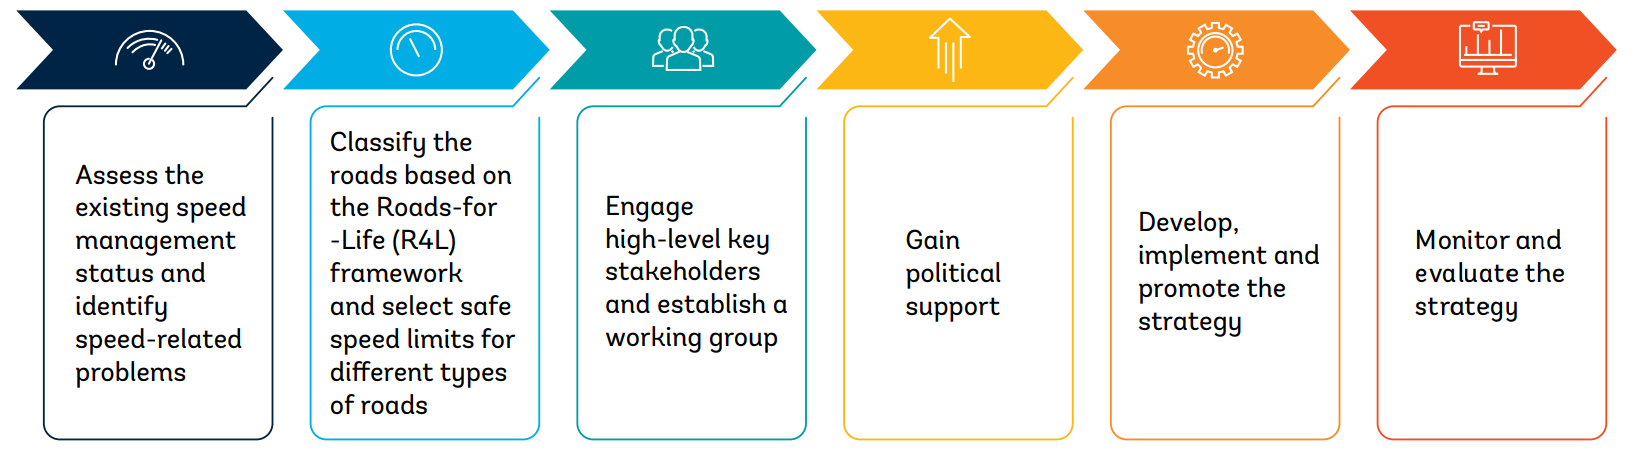 Assess the
existing speed
management
status and
identify
speed-related
problems
Classify the
roads based on
the Roads-for
-Life (R4L)
framework
and select safe
speed limits for
different types
of roads
Engage
high-level key
stakeholders
and establish a
working group
Gain
political
support
Develop,
implement and
promote the
strategy
Monitor and
evaluate the
strategy